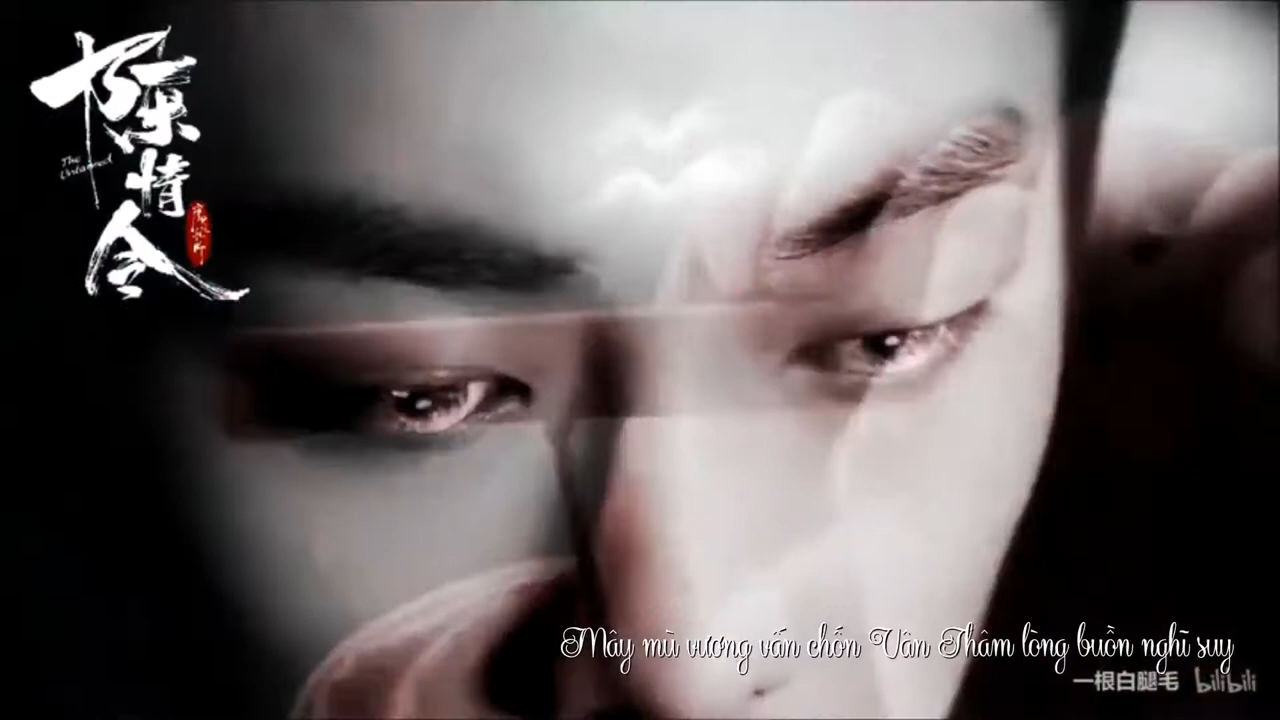 陈情令
The Untamed
Mây mù vương vấn chốn Vân Thâm lòng buồn nghĩ suy
一根白腿毛 bilibili